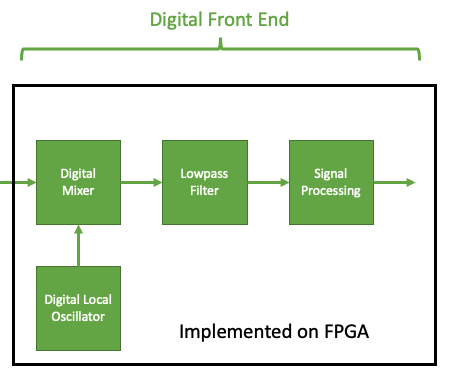 Digital Front End
Digital
Mixer
Lowpass
Filter
Signal
Processing
Digital Local
Oscillator
Implemented on FPGA